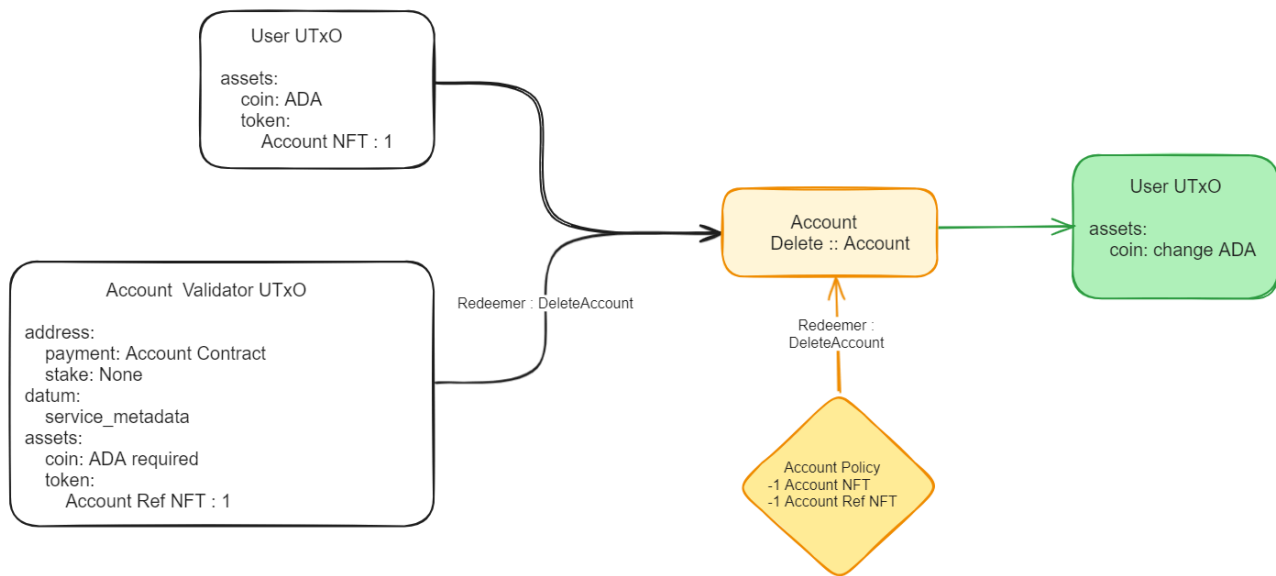 User UTxO
assets:
coin: ADA
token:
Account NFT : 1
Account Validator UTxO
address:
payment: Account Contract
stake: None
datum:
service_metadata
assets:
coin: ADA required
token:
Account Ref NFT : 1
Redeemer : DeleteAccount
Account
Delete :: Account
Redeemer :
DeleteAccount
Account Policy
-1 Account NFT
-1 Account Ref NFT
User UTxO
assets:
coin: change ADA